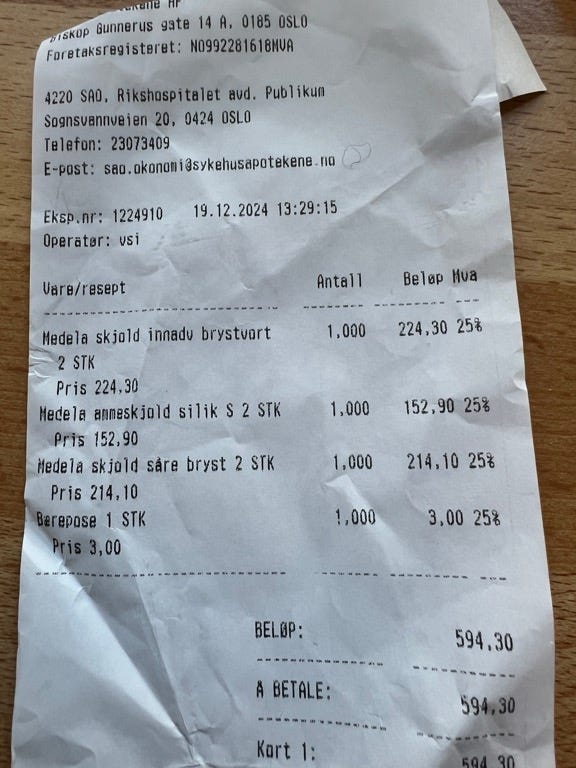 Biskop Gunnerus gate 14 A, 0185 OSLO
Foretaksregisteret: NO992281618MVA
4220 SAO, Rikshospitalet avd. Publikum
Sognsvannveien 20, 0424 OSLO
Telefon: 23073409
E-post: sao.okonomi@sykehusapotekene.no
Eksp.nr: 1224910 19.12.2024 13:29:15
Operatør: vsi
Vare/resept Antall Beløp Mva
Medela skjold innadv brystvort 1,000 224,30 25%
2 STK
Pris 224,30
Medela ammeskjold silik S 2 STK 1,000 152,90 25%
Pris 152,90
Medela skjold såre bryst 2 STK 1,000 214,10 25%
Pris 214,10
Bærepose 1 STK 1,000 3,00 25%
Pris 3,00
BELØP: 594,30
Å BETALE: 594,30
Kort 1: 594,30